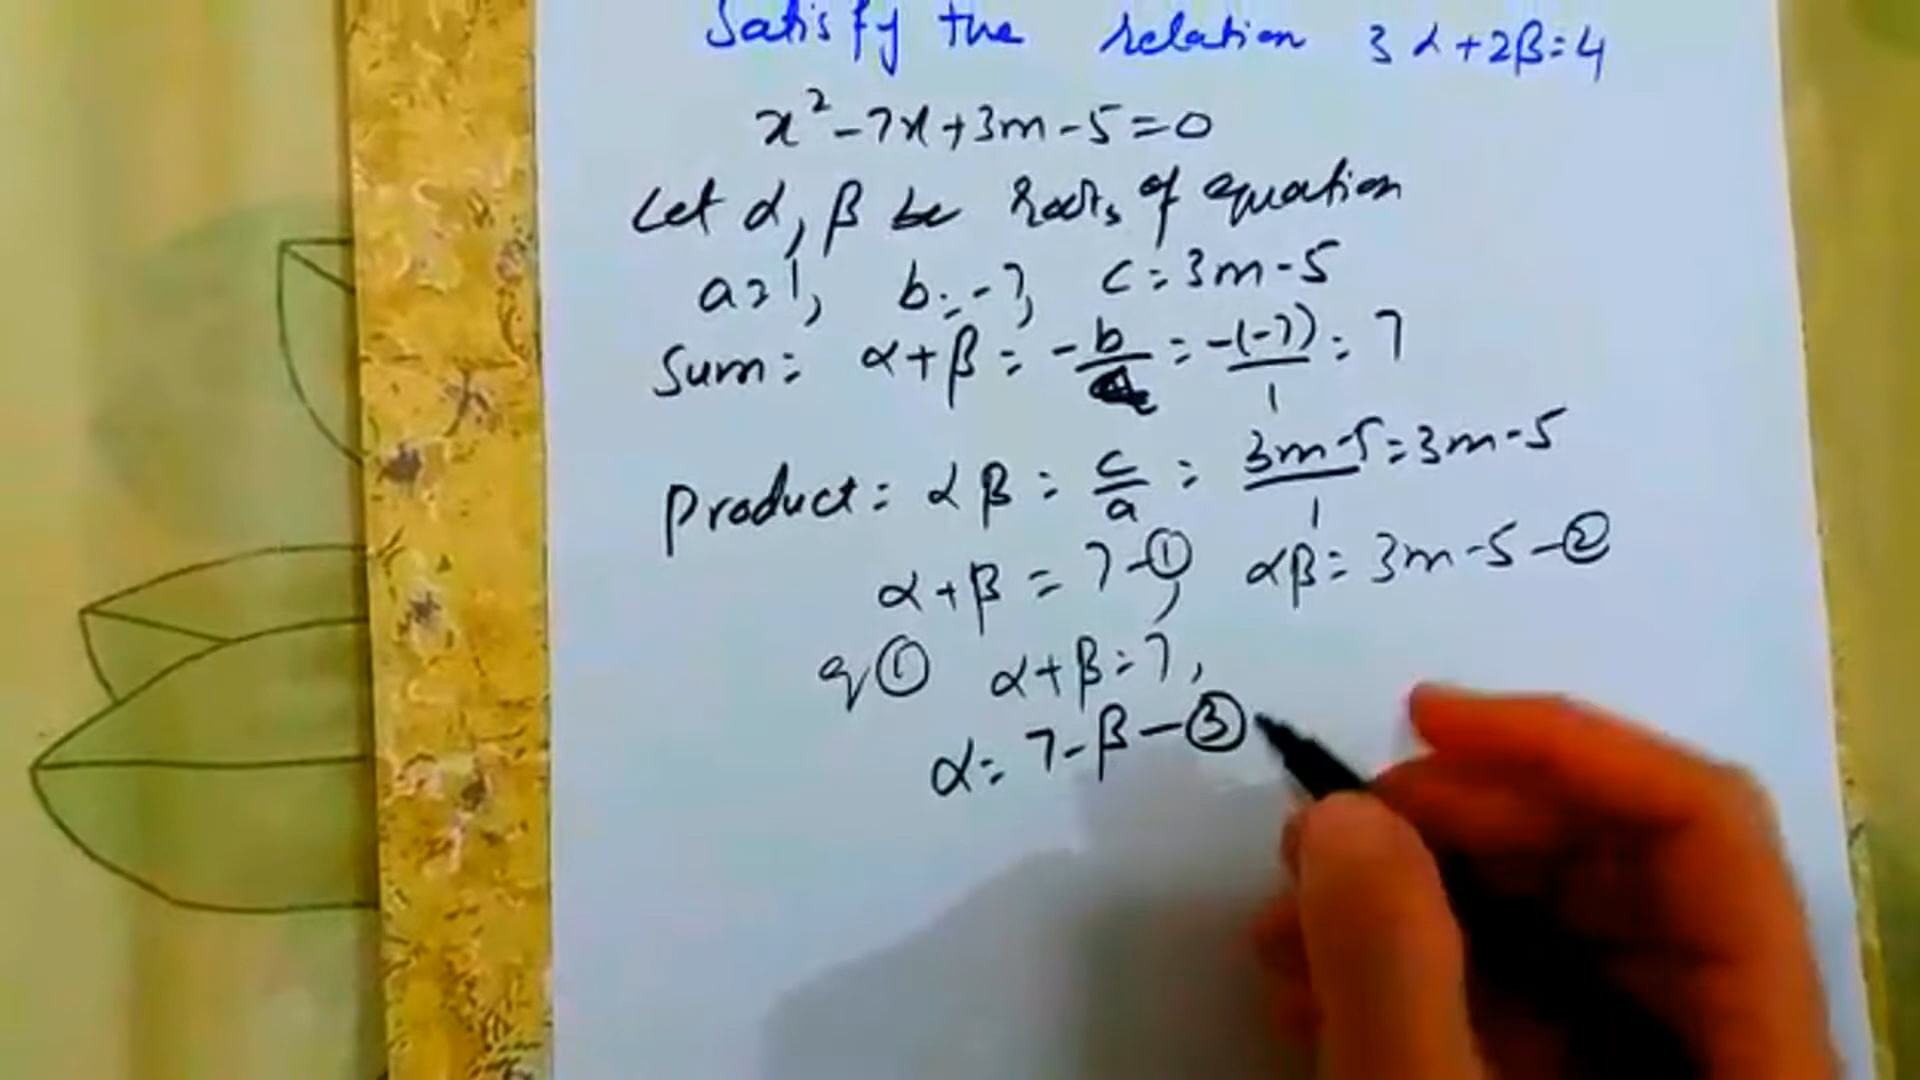 Satisfy the relation 3α+2β=4
x²-7x+3m-5=0
Let α, β be Roots of equation
a=1, b=-7, c=3m-5
Sum= α+β= -b/a = -(-7)/1 = 7
Product= αβ = c/a = 3m-5/1 = 3m-5
α+β=7-①, αβ=3m-5-②
α+β=7,
α=7-β-③